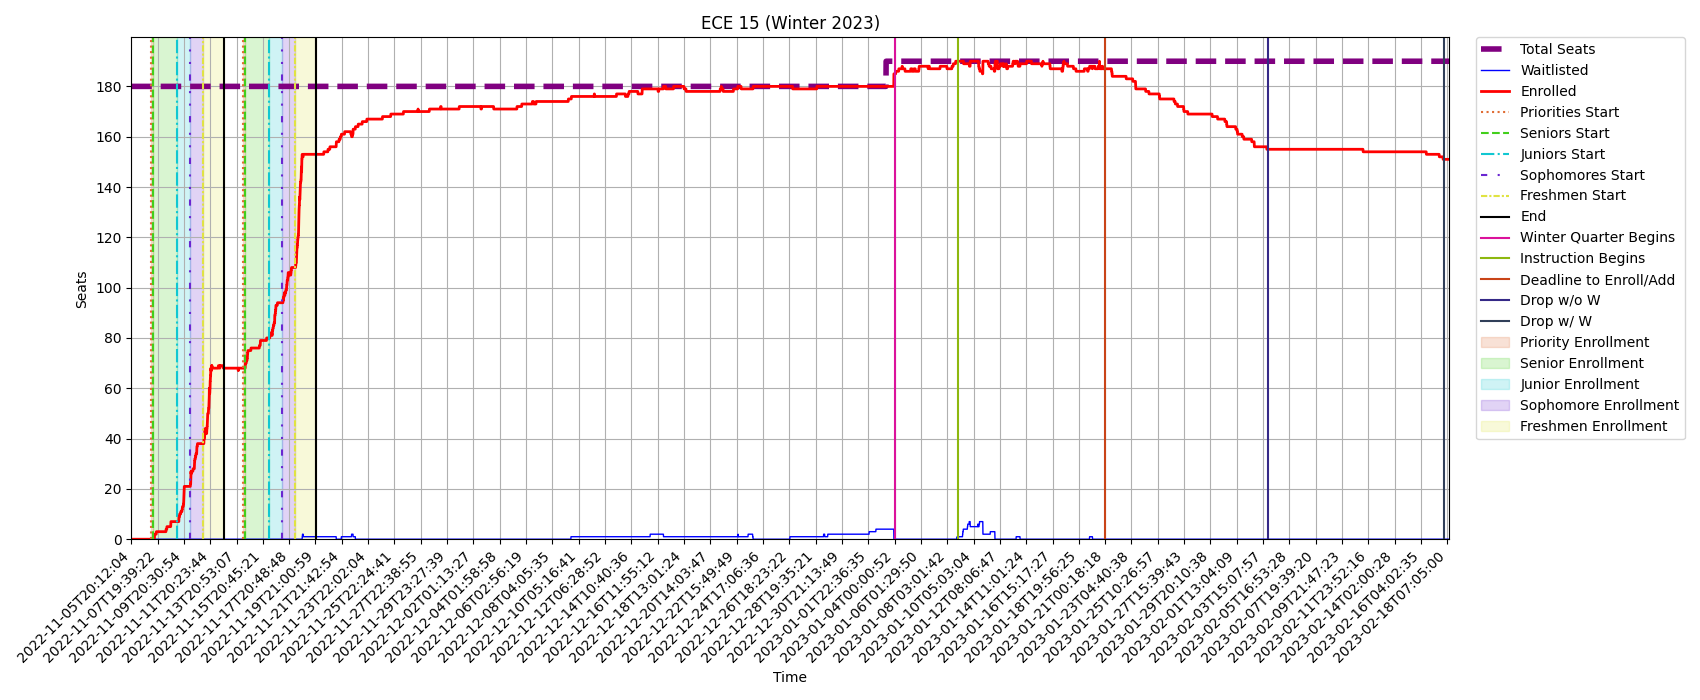 ECE 15 (Winter 2023)
Seats
180
160
140
120
100
80
60
40
20
0
2022-11-05T20:12:04
2022-11-07T19:39:22
2022-11-09T20:30:54
2022-11-11T20:23:44
2022-11-13T20:53:07
2022-11-15T20:45:21
2022-11-17T20:48:48
2022-11-19T21:00:59
2022-11-21T21:42:54
2022-11-23T22:02:04
2022-11-25T22:24:41
2022-11-27T22:38:55
2022-11-29T23:27:39
2022-12-02T01:13:27
2022-12-04T01:58:58
2022-12-06T02:56:19
2022-12-08T04:05:35
2022-12-10T05:16:41
2022-12-12T06:28:52
2022-12-14T10:40:36
2022-12-16T11:55:12
2022-12-18T13:01:24
2022-12-20T14:03:47
2022-12-22T15:49:49
2022-12-24T17:06:36
2022-12-26T18:23:22
2022-12-28T19:35:21
2022-12-30T21:13:49
2023-01-01T22:36:35
2023-01-04T00:00:52
2023-01-06T01:29:50
2023-01-08T03:01:42
2023-01-10T05:03:04
2023-01-12T08:06:47
2023-01-14T11:01:24
2023-01-16T15:17:27
2023-01-18T19:56:25
2023-01-21T00:18:18
2023-01-23T04:40:38
2023-01-25T10:26:57
2023-01-27T15:39:43
2023-01-29T20:10:38
2023-02-01T13:04:09
2023-02-03T15:07:57
2023-02-05T16:53:28
2023-02-07T19:39:20
2023-02-09T21:47:23
2023-02-11T23:52:16
2023-02-14T02:00:28
2023-02-16T04:02:35
2023-02-18T07:05:00
Time
Total Seats
Waitlisted
Enrolled
Priorities Start
Seniors Start
Juniors Start
Sophomores Start
Freshmen Start
End
Winter Quarter Begins
Instruction Begins
Deadline to Enroll/Add
Drop w/o W
Drop w/ W
Priority Enrollment
Senior Enrollment
Junior Enrollment
Sophomore Enrollment
Freshmen Enrollment